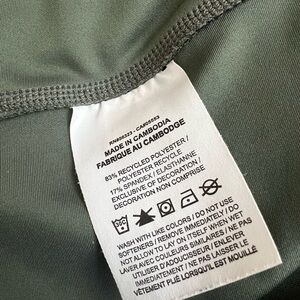 MADE IN CAMBODIA
FABRIQUE AU CAMBODGE
83% RECYCLED POLYESTER /
POLYESTER RECYCLE
17% SPANDEX / ELASTHANNE
EXCLUSIVE OF DECORATION /
DECORATION NON COMPRISE
WASH WITH LIKE COLORS / DO NOT USE
SOFTENERS / REMOVE IMMEDIATELY / DO
NOT ALLOW TO LAY ON ITSELF WHEN WET
LAVER AVEC COULEURS SIMILAIRES / NE PAS
UTILISER D'ADOUCISSEUR / ENLEVER
IMMEDIATEMENT / NE PAS LAISSER LE
VÊTEMENT PLIÉ LORSQU'IL EST MOUILLÉ